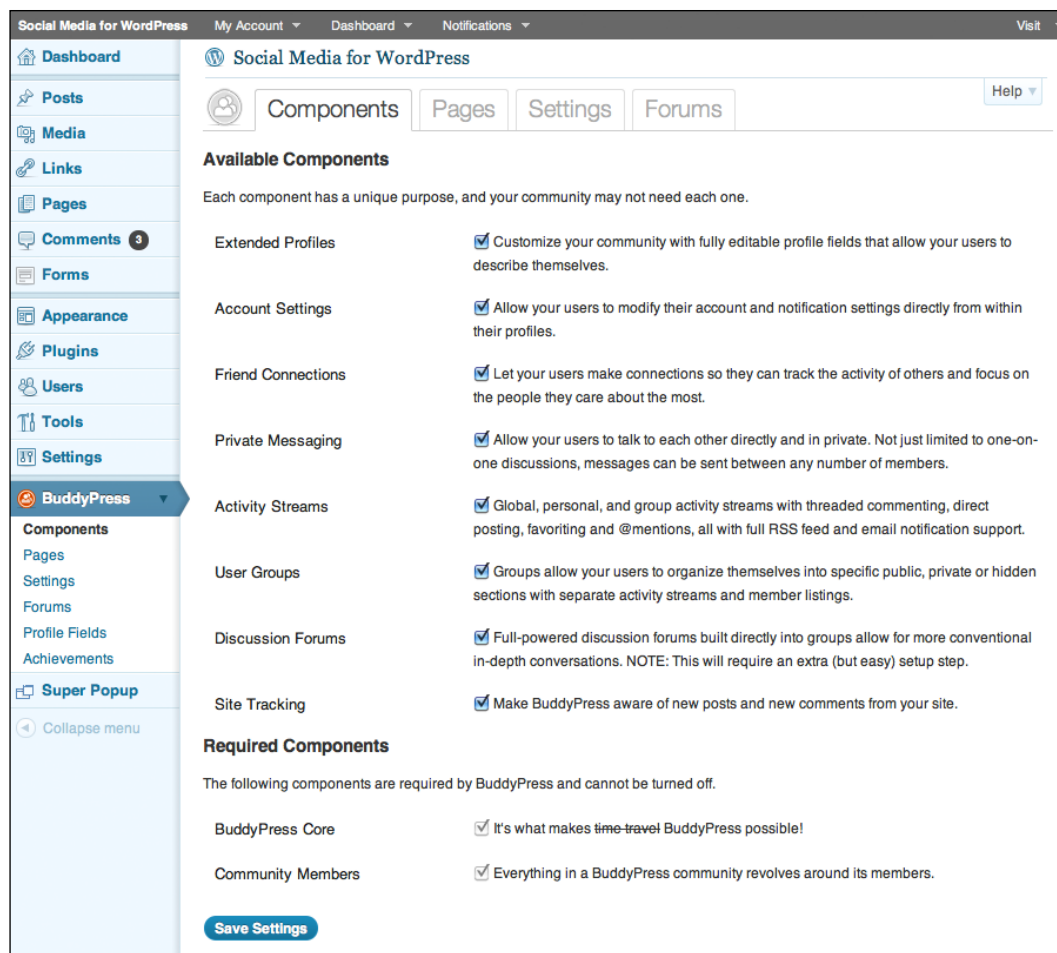 Social Media for WordPress My Account Dashboard Notifications Visit
Dashboard
Posts
Media
Links
Pages
Comments 3
Forms
Appearance
Plugins
Users
Tools
Settings
BuddyPress
Components
Pages
Settings
Forums
Profile Fields
Achievements
Super Popup
Collapse menu
Social Media for WordPress
Help
Components Pages Settings Forums
Available Components
Each component has a unique purpose, and your community may not need each one.
Extended Profiles
Customize your community with fully editable profile fields that allow your users to
describe themselves.
Account Settings
Allow your users to modify their account and notification settings directly from within
their profiles.
Friend Connections
Let your users make connections so they can track the activity of others and focus on
the people they care about the most.
Private Messaging
Allow your users to talk to each other directly and in private. Not just limited to one-on-
one discussions, messages can be sent between any number of members.
Activity Streams
Global, personal, and group activity streams with threaded commenting, direct
posting, favoriting and @mentions, all with full RSS feed and email notification support.
User Groups
Groups allow your users to organize themselves into specific public, private or hidden
sections with separate activity streams and member listings.
Discussion Forums
Full-powered discussion forums built directly into groups allow for more conventional
in-depth conversations. NOTE: This will require an extra (but easy) setup step.
Site Tracking
Make BuddyPress aware of new posts and new comments from your site.
Required Components
The following components are required by BuddyPress and cannot be turned off.
BuddyPress Core
It's what makes time travel BuddyPress possible!
Community Members
Everything in a BuddyPress community revolves around its members.
Save Settings